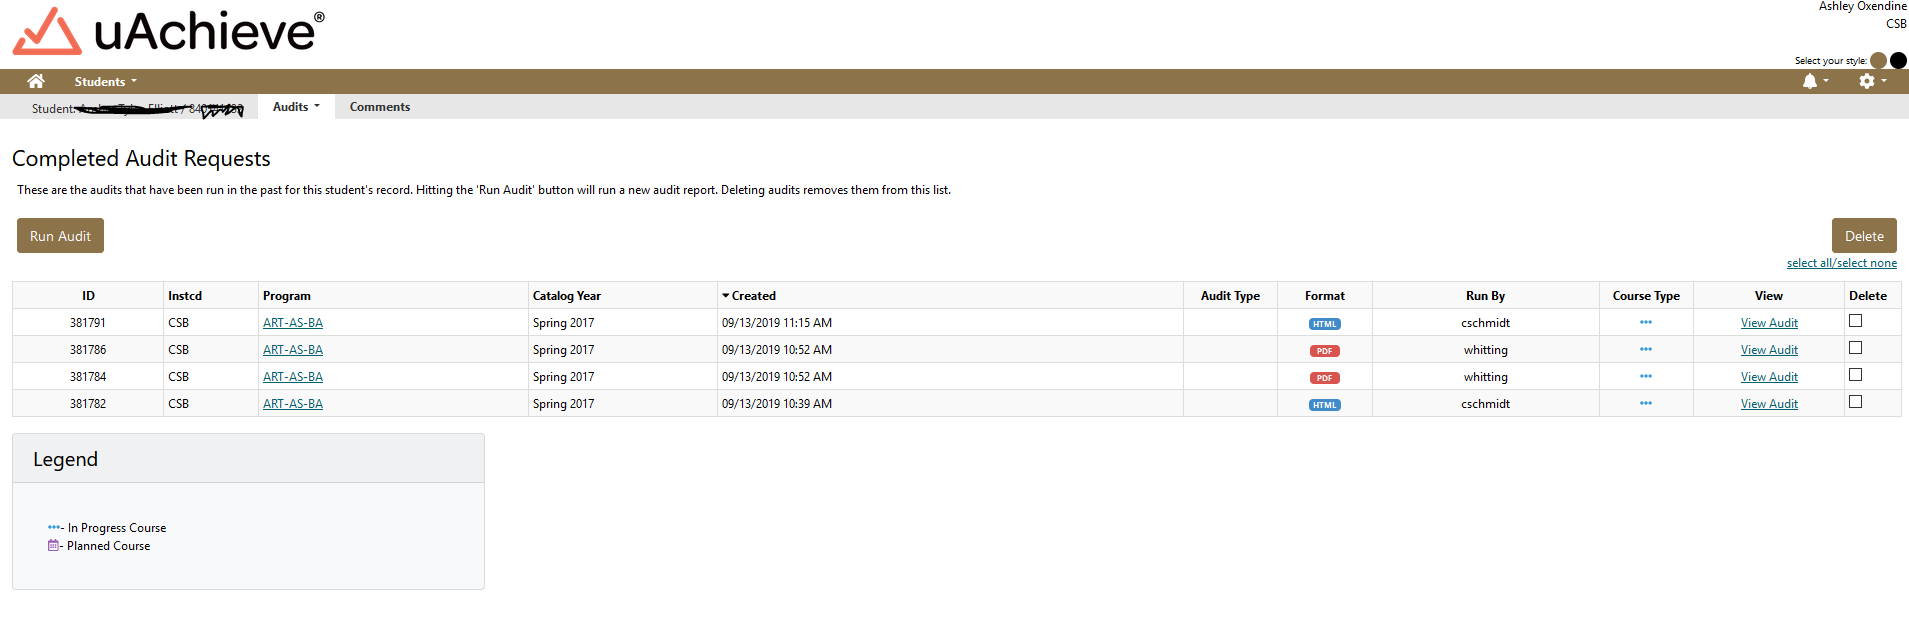 uAchieve®
Ashley Oxendine
CSB
Select your style:
Students
Student:
Audits
Comments
Completed Audit Requests
These are the audits that have been run in the past for this student's record. Hitting the 'Run Audit' button will run a new audit report. Deleting audits removes them from this list.
Run Audit
Delete
select all/select none
ID Instcd Program Catalog Year Created Audit Type Format Run By Course Type View Delete
381791 CSB ART-AS-BA Spring 2017 09/13/2019 11:15 AM HTML cschmidt View Audit
381786 CSB ART-AS-BA Spring 2017 09/13/2019 10:52 AM PDF whitting View Audit
381784 CSB ART-AS-BA Spring 2017 09/13/2019 10:52 AM PDF whitting View Audit
381782 CSB ART-AS-BA Spring 2017 09/13/2019 10:39 AM HTML cschmidt View Audit
Legend
- In Progress Course
- Planned Course